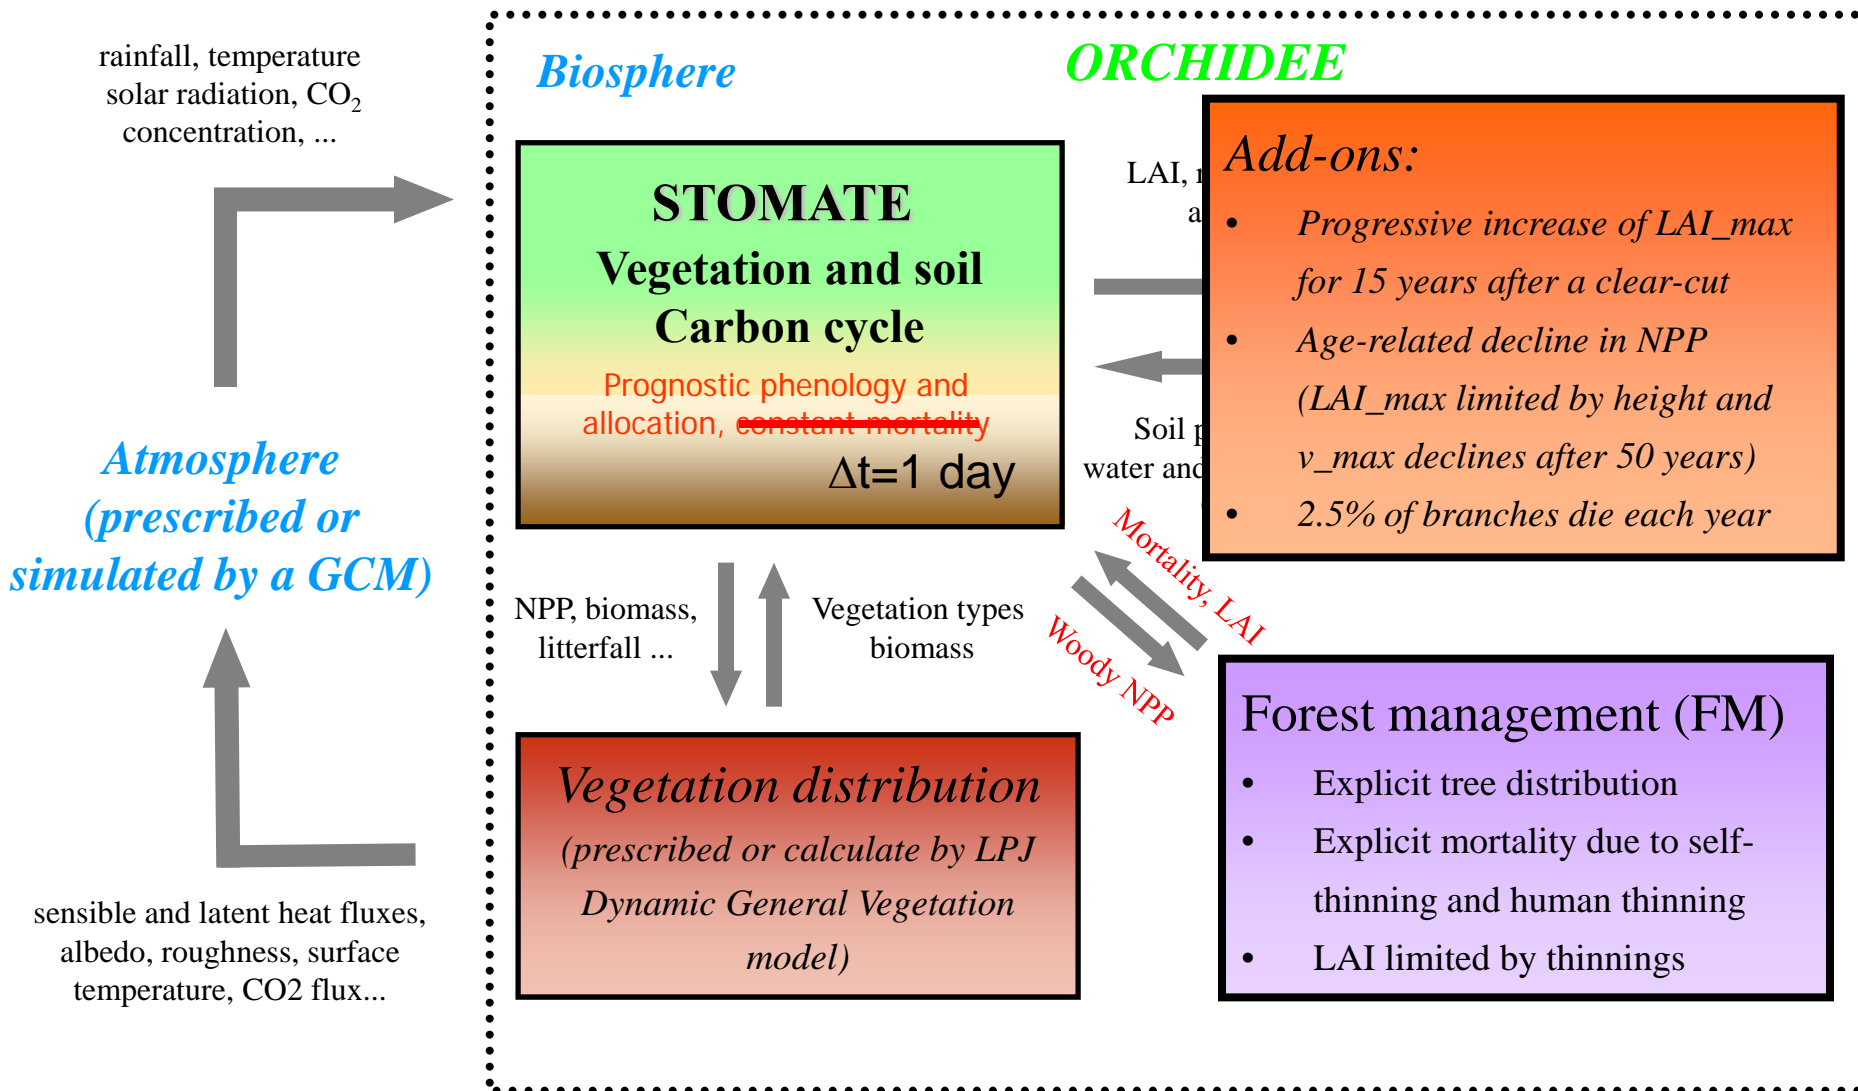 rainfall, temperature
solar radiation, CO₂
concentration, ...
Atmosphere
(prescribed or
simulated by a GCM)
sensible and latent heat fluxes,
albedo, roughness, surface
temperature, CO2 flux...
Biosphere
ORCHIDEE
STOMATE
Vegetation and soil
Carbon cycle
Prognostic phenology and
allocation, constant mortality
Δt=1 day
LAI,
Soil
water and
Add-ons:
• Progressive increase of LAI_max
for 15 years after a clear-cut
• Age-related decline in NPP
(LAI_max limited by height and
v_max declines after 50 years)
• 2.5% of branches die each year
NPP, biomass,
litterfall ...
Vegetation types
biomass
Mortality, LAI
Woody NPP
Vegetation distribution
(prescribed or calculate by LPJ
Dynamic General Vegetation
model)
Forest management (FM)
• Explicit tree distribution
• Explicit mortality due to self-
thinning and human thinning
• LAI limited by thinnings